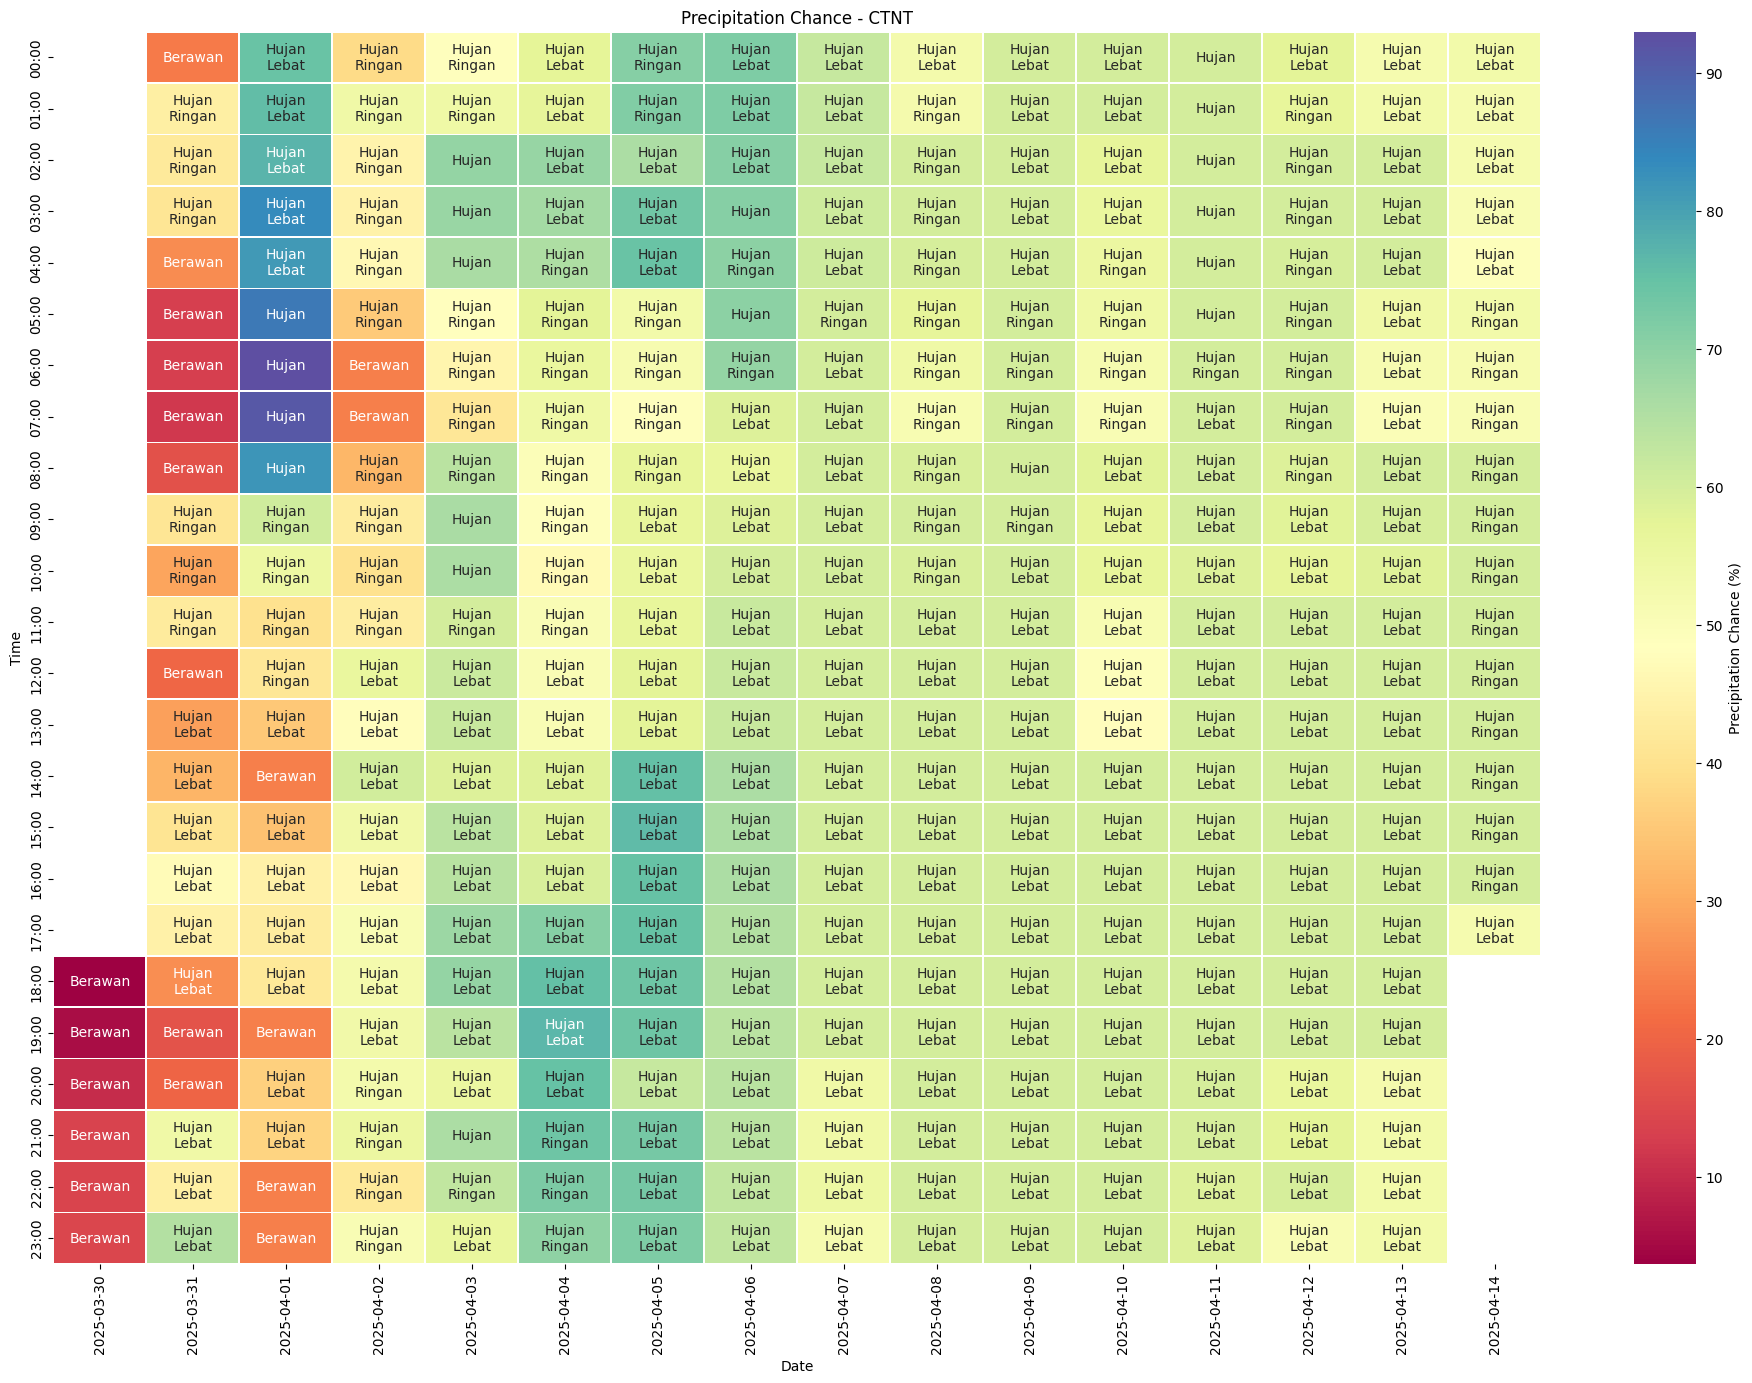 Precipitation Chance - CTNT
00:00 Berawan Hujan Lebat Hujan Ringan Hujan Ringan Hujan Lebat Hujan Ringan Hujan Lebat Hujan Lebat Hujan Lebat Hujan Lebat Hujan Lebat Hujan Hujan Lebat Hujan Lebat Hujan Lebat
01:00 Hujan Ringan Hujan Lebat Hujan Ringan Hujan Ringan Hujan Lebat Hujan Ringan Hujan Lebat Hujan Lebat Hujan Ringan Hujan Lebat Hujan Lebat Hujan Hujan Ringan Hujan Lebat Hujan Lebat
02:00 Hujan Ringan Hujan Lebat Hujan Ringan Hujan Hujan Lebat Hujan Lebat Hujan Lebat Hujan Lebat Hujan Ringan Hujan Lebat Hujan Lebat Hujan Hujan Ringan Hujan Lebat Hujan Lebat
03:00 Hujan Ringan Hujan Lebat Hujan Ringan Hujan Hujan Lebat Hujan Lebat Hujan Hujan Lebat Hujan Ringan Hujan Lebat Hujan Lebat Hujan Hujan Ringan Hujan Lebat Hujan Lebat
04:00 Berawan Hujan Lebat Hujan Ringan Hujan Hujan Ringan Hujan Lebat Hujan Ringan Hujan Lebat Hujan Ringan Hujan Lebat Hujan Ringan Hujan Hujan Ringan Hujan Lebat Hujan Lebat
05:00 Berawan Hujan Hujan Ringan Hujan Ringan Hujan Ringan Hujan Ringan Hujan Hujan Ringan Hujan Ringan Hujan Ringan Hujan Ringan Hujan Hujan Ringan Hujan Lebat Hujan Ringan
06:00 Berawan Hujan Berawan Hujan Ringan Hujan Ringan Hujan Ringan Hujan Ringan Hujan Lebat Hujan Ringan Hujan Ringan Hujan Ringan Hujan Ringan Hujan Ringan Hujan Lebat Hujan Ringan
07:00 Berawan Hujan Berawan Hujan Ringan Hujan Ringan Hujan Ringan Hujan Lebat Hujan Lebat Hujan Ringan Hujan Ringan Hujan Ringan Hujan Lebat Hujan Ringan Hujan Lebat Hujan Ringan
08:00 Berawan Hujan Hujan Ringan Hujan Ringan Hujan Ringan Hujan Ringan Hujan Lebat Hujan Lebat Hujan Ringan Hujan Hujan Lebat Hujan Lebat Hujan Ringan Hujan Lebat Hujan Ringan
09:00 Hujan Ringan Hujan Ringan Hujan Ringan Hujan Hujan Ringan Hujan Lebat Hujan Lebat Hujan Lebat Hujan Ringan Hujan Ringan Hujan Lebat Hujan Lebat Hujan Lebat Hujan Lebat Hujan Ringan
10:00 Hujan Ringan Hujan Ringan Hujan Ringan Hujan Hujan Ringan Hujan Lebat Hujan Lebat Hujan Lebat Hujan Ringan Hujan Lebat Hujan Lebat Hujan Lebat Hujan Lebat Hujan Lebat Hujan Ringan
11:00 Hujan Ringan Hujan Ringan Hujan Ringan Hujan Ringan Hujan Ringan Hujan Lebat Hujan Lebat Hujan Lebat Hujan Lebat Hujan Lebat Hujan Lebat Hujan Lebat Hujan Lebat Hujan Lebat Hujan Ringan
12:00 Berawan Hujan Ringan Hujan Lebat Hujan Lebat Hujan Lebat Hujan Lebat Hujan Lebat Hujan Lebat Hujan Lebat Hujan Lebat Hujan Lebat Hujan Lebat Hujan Lebat Hujan Lebat Hujan Ringan
13:00 Hujan Lebat Hujan Lebat Hujan Lebat Hujan Lebat Hujan Lebat Hujan Lebat Hujan Lebat Hujan Lebat Hujan Lebat Hujan Lebat Hujan Lebat Hujan Lebat Hujan Lebat Hujan Lebat Hujan Ringan
14:00 Hujan Lebat Berawan Hujan Lebat Hujan Lebat Hujan Lebat Hujan Lebat Hujan Lebat Hujan Lebat Hujan Lebat Hujan Lebat Hujan Lebat Hujan Lebat Hujan Lebat Hujan Lebat Hujan Ringan
15:00 Hujan Lebat Hujan Lebat Hujan Lebat Hujan Lebat Hujan Lebat Hujan Lebat Hujan Lebat Hujan Lebat Hujan Lebat Hujan Lebat Hujan Lebat Hujan Lebat Hujan Lebat Hujan Lebat Hujan Ringan
16:00 Hujan Lebat Hujan Lebat Hujan Lebat Hujan Lebat Hujan Lebat Hujan Lebat Hujan Lebat Hujan Lebat Hujan Lebat Hujan Lebat Hujan Lebat Hujan Lebat Hujan Lebat Hujan Lebat Hujan Ringan
17:00 Hujan Lebat Hujan Lebat Hujan Lebat Hujan Lebat Hujan Lebat Hujan Lebat Hujan Lebat Hujan Lebat Hujan Lebat Hujan Lebat Hujan Lebat Hujan Lebat Hujan Lebat Hujan Lebat Hujan Lebat
18:00 Berawan Hujan Lebat Hujan Lebat Hujan Lebat Hujan Lebat Hujan Lebat Hujan Lebat Hujan Lebat Hujan Lebat Hujan Lebat Hujan Lebat Hujan Lebat Hujan Lebat Hujan Lebat Hujan Lebat
19:00 Berawan Berawan Berawan Hujan Lebat Hujan Lebat Hujan Lebat Hujan Lebat Hujan Lebat Hujan Lebat Hujan Lebat Hujan Lebat Hujan Lebat Hujan Lebat Hujan Lebat Hujan Lebat
20:00 Berawan Berawan Hujan Lebat Hujan Ringan Hujan Lebat Hujan Lebat Hujan Lebat Hujan Lebat Hujan Lebat Hujan Lebat Hujan Lebat Hujan Lebat Hujan Lebat Hujan Lebat Hujan Lebat
21:00 Berawan Hujan Lebat Hujan Lebat Hujan Ringan Hujan Hujan Ringan Hujan Lebat Hujan Lebat Hujan Lebat Hujan Lebat Hujan Lebat Hujan Lebat Hujan Lebat Hujan Lebat Hujan Lebat
22:00 Berawan Hujan Lebat Berawan Hujan Ringan Hujan Ringan Hujan Ringan Hujan Lebat Hujan Lebat Hujan Lebat Hujan Lebat Hujan Lebat Hujan Lebat Hujan Lebat Hujan Lebat Hujan Lebat
23:00 Berawan Hujan Lebat Berawan Hujan Ringan Hujan Lebat Hujan Ringan Hujan Lebat Hujan Lebat Hujan Lebat Hujan Lebat Hujan Lebat Hujan Lebat Hujan Lebat Hujan Lebat Hujan Lebat
Time
2025-03-30 2025-03-31 2025-04-01 2025-04-02 2025-04-03 2025-04-04 2025-04-05 2025-04-06 2025-04-07 2025-04-08 2025-04-09 2025-04-10 2025-04-11 2025-04-12 2025-04-13 2025-04-14
Date
90
80
70
60
50
40
30
20
10
Precipitation Chance (%)